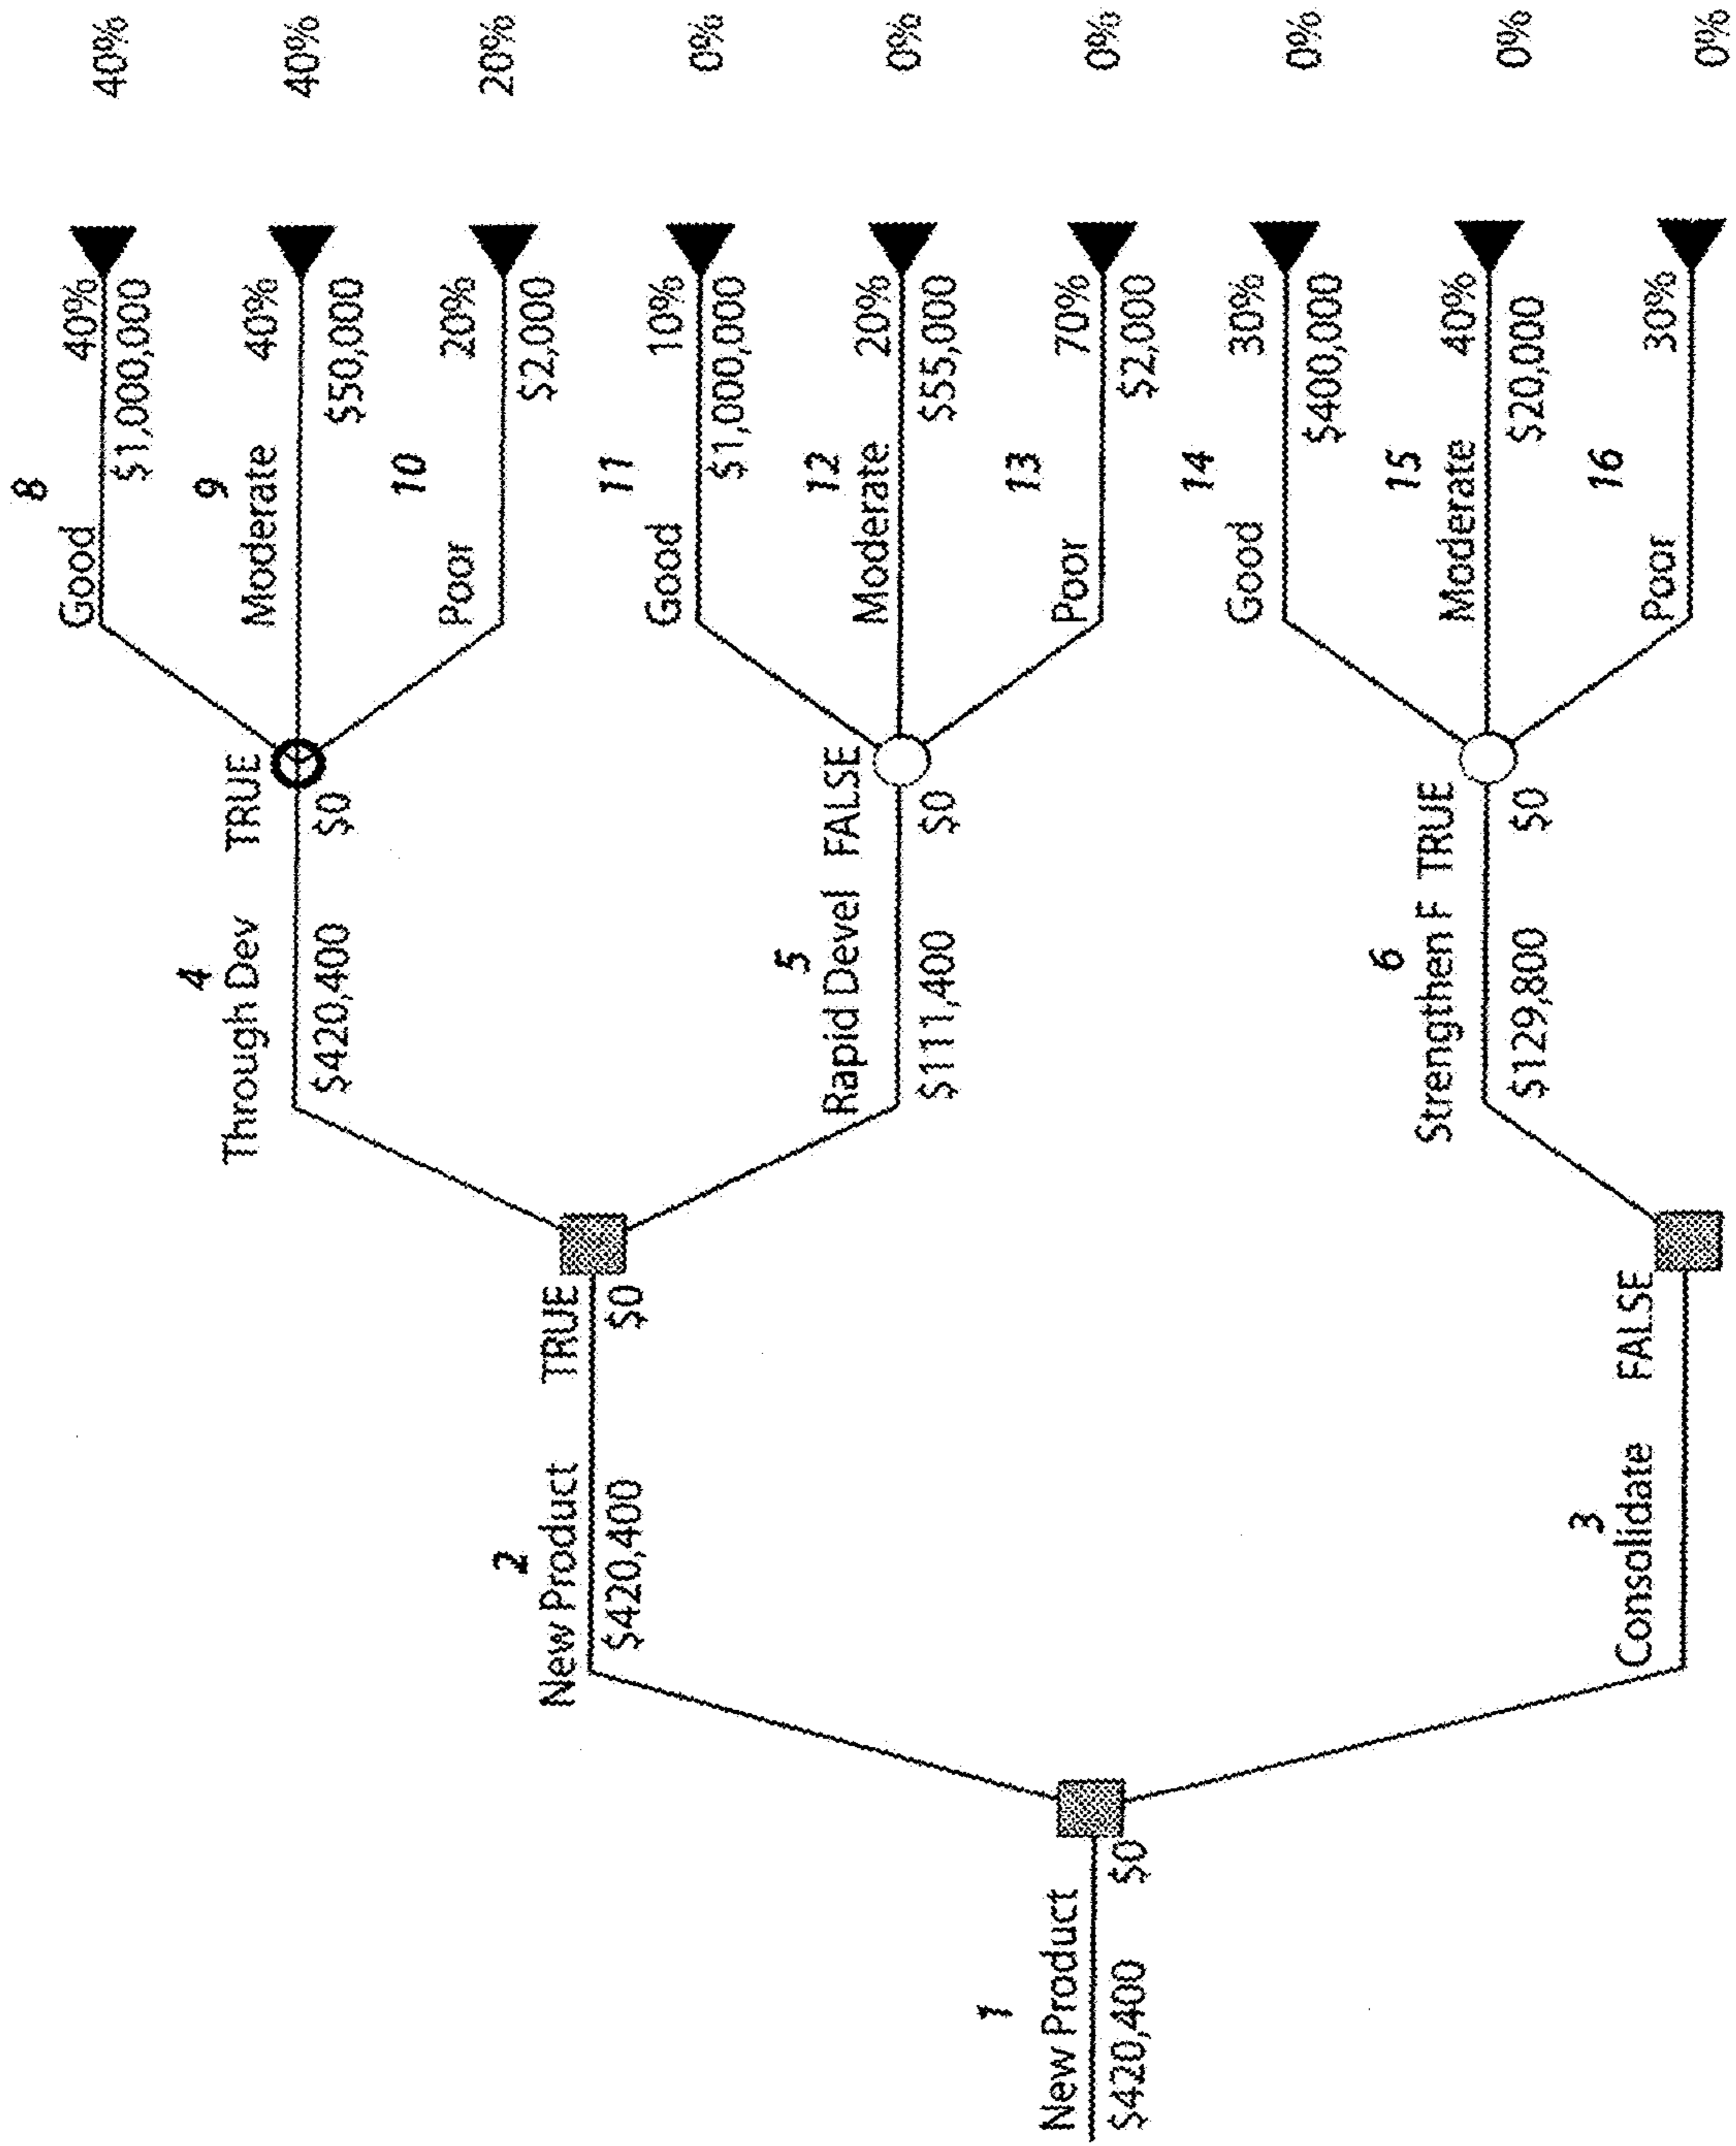 8
Good 40% 40%
$1,000,000
9
4
Through Dev TRUE Moderate 40% 40%
$420,400 $0 $50,000
10
Poor 20% 20%
$2,000
2
New Product TRUE
$420,400 $0
11
Good 10% 0%
$1,000,000
12
5
Rapid Devel FALSE Moderate 20% 0%
$111,400 $0 $55,000
13
Poor 70% 0%
$2,000
1
New Product
$420,400 $0
14
Good 30% 0%
$400,000
15
6
Strengthen F TRUE Moderate 40% 0%
$129,800 $0 $20,000
16
3
Consolidate FALSE Poor 30% 0%